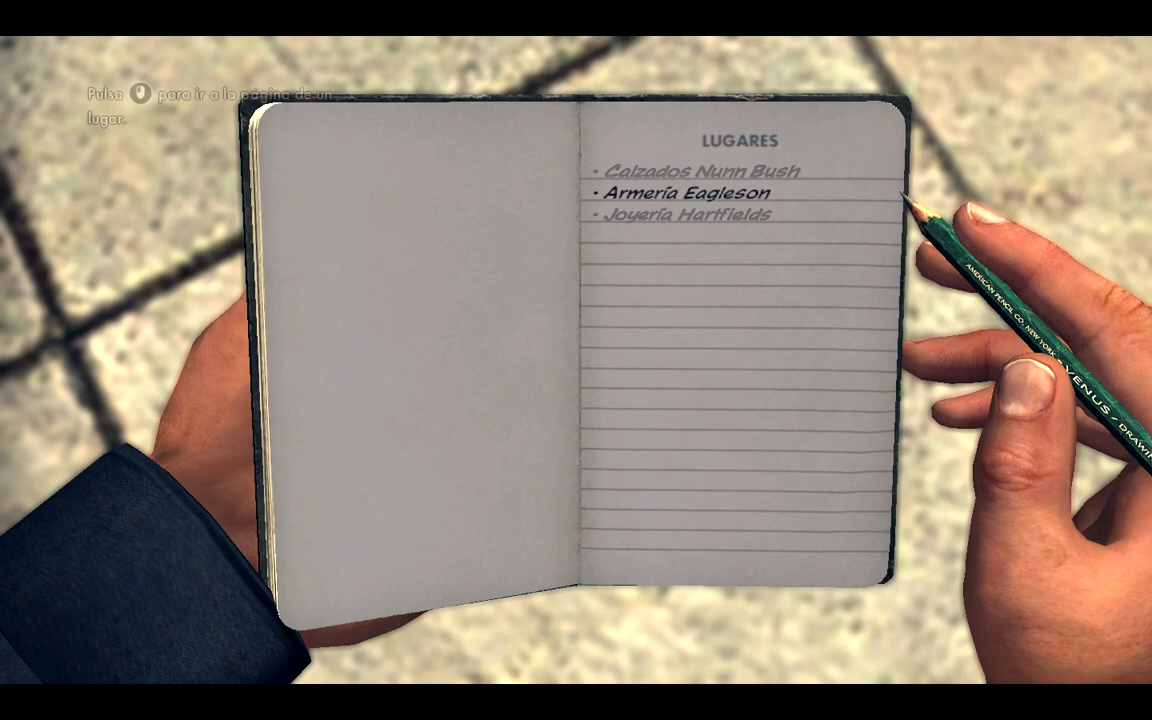 Pulsa para ir a la página de un
lugar.
LUGARES
· Calzados Nunn Bush
· Armería Eagleson
· Joyería Hartfields
AMERICAN PENCIL CO. NEW YORK VENUS / DRAWI